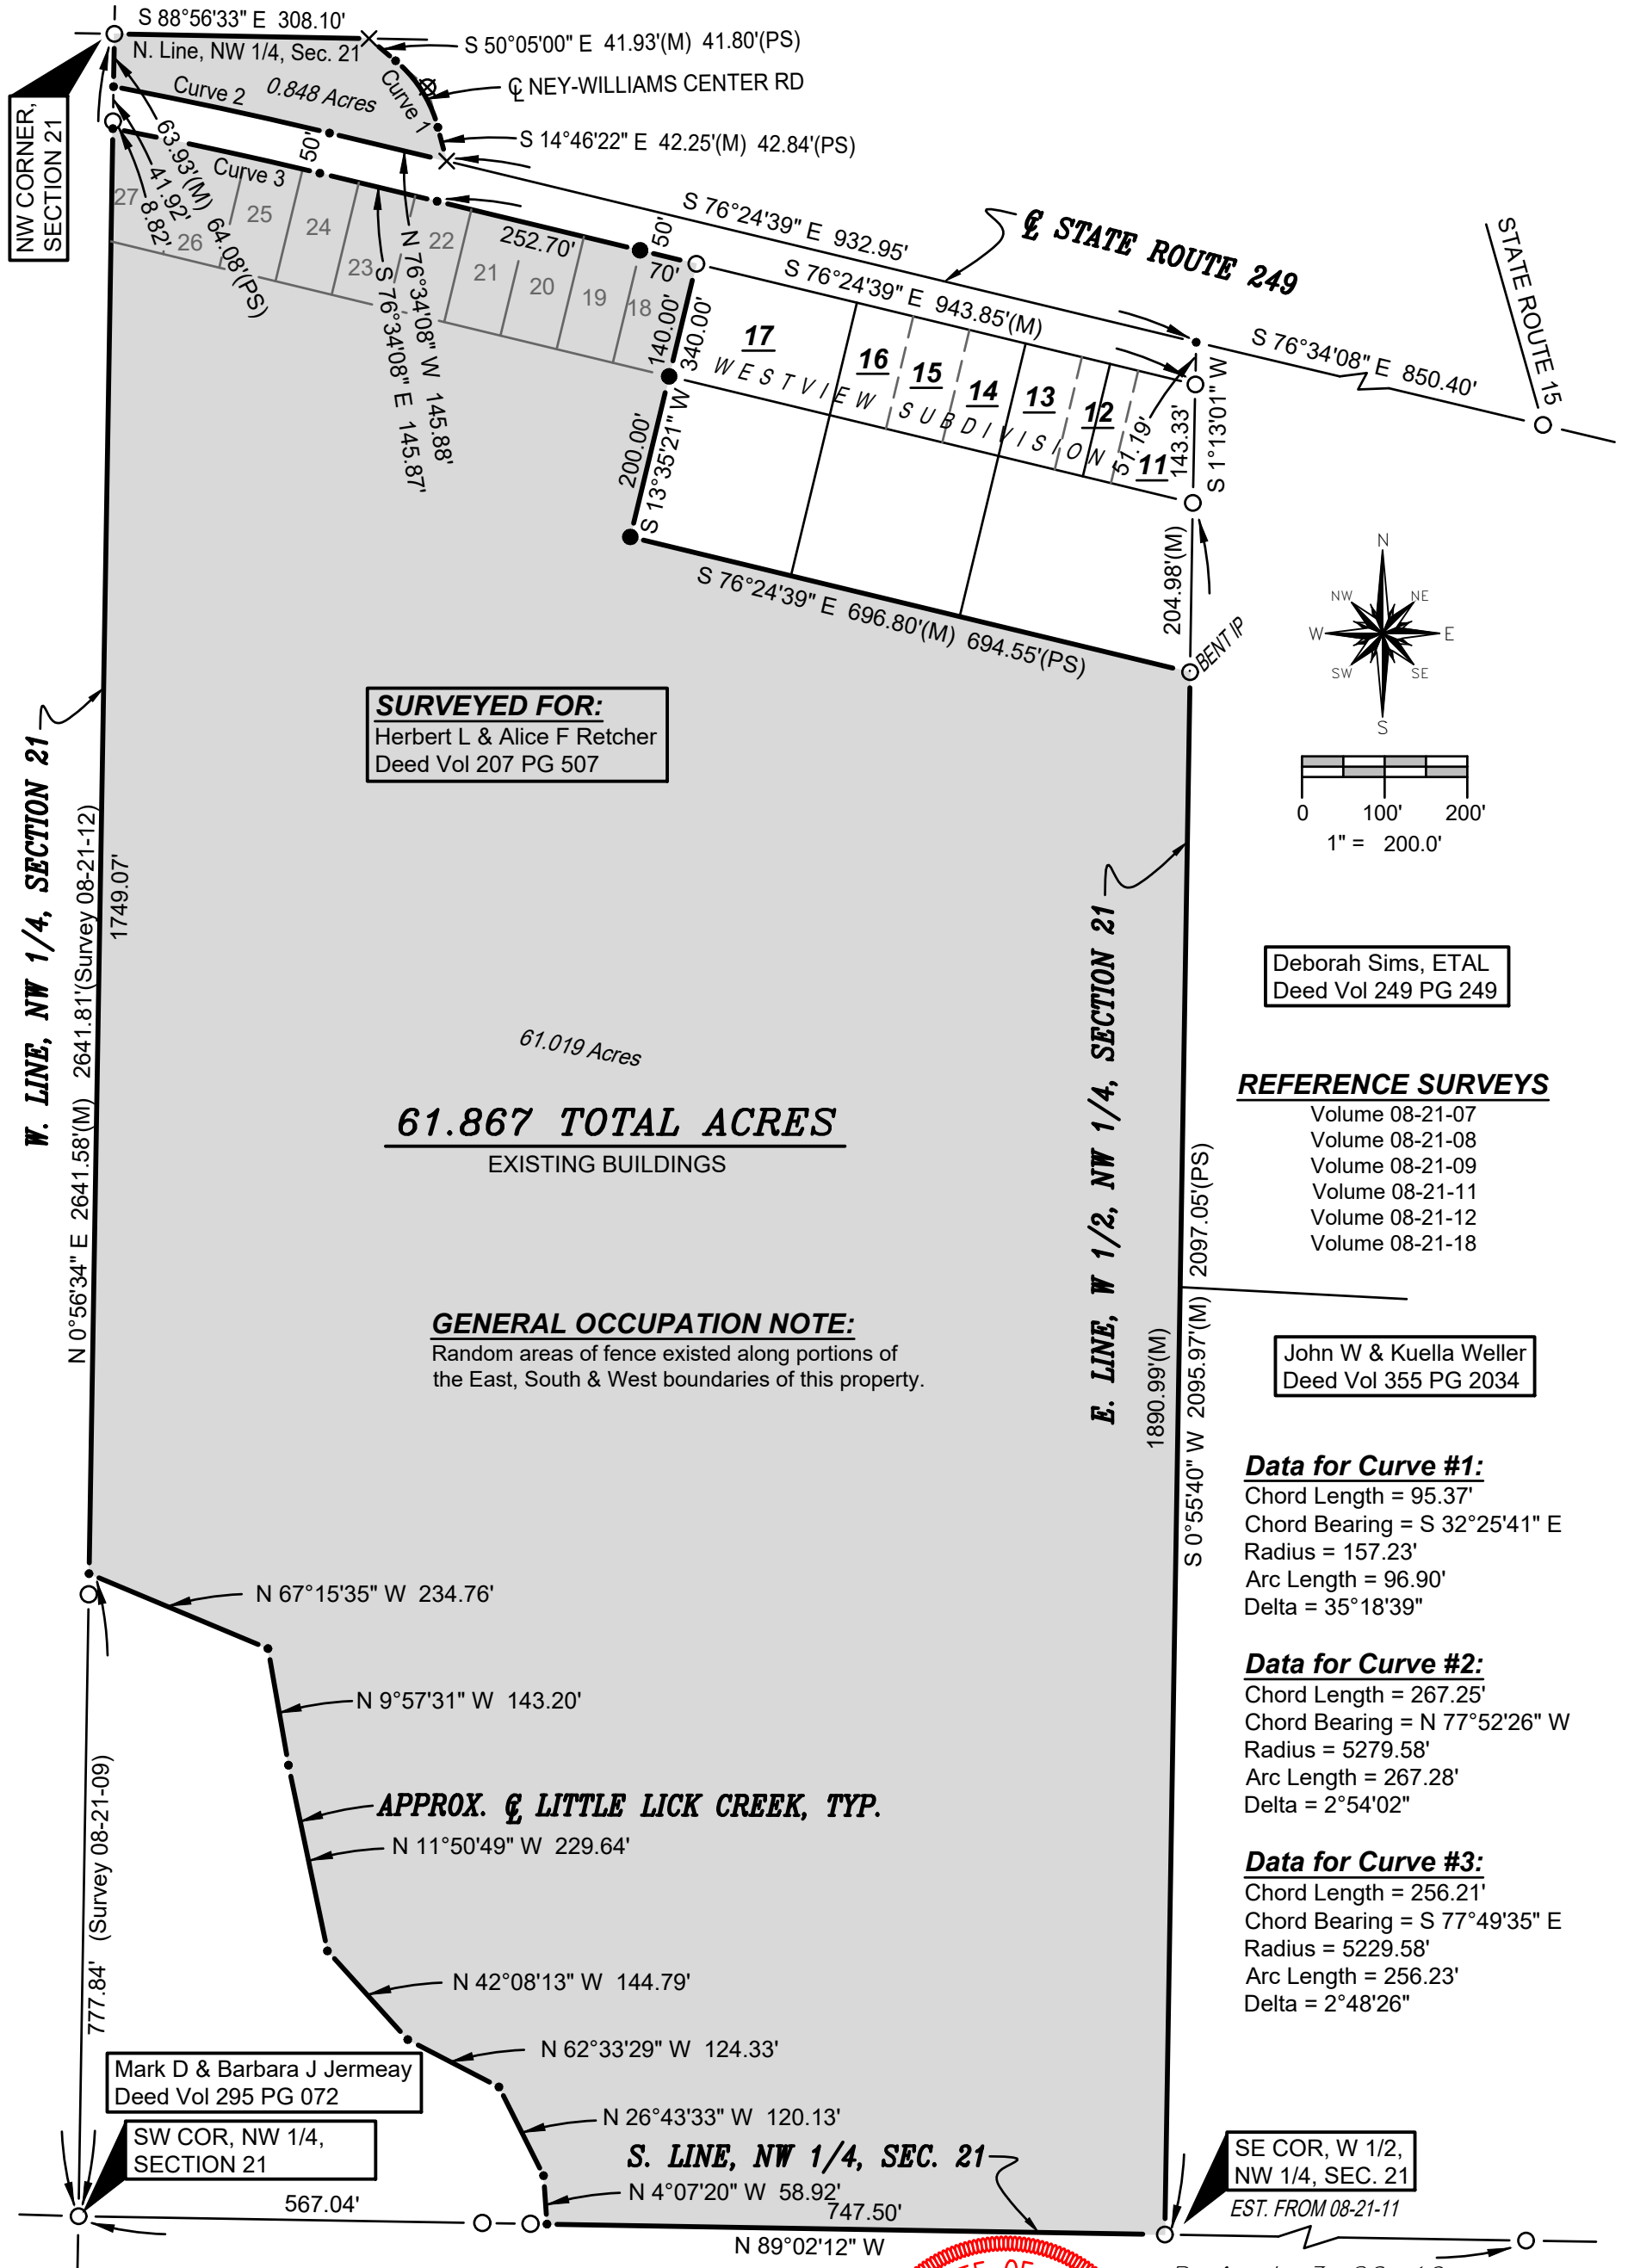 S 88°56'33" E  308.10'
N. Line, NW 1/4, Sec. 21
S 50°05'00" E  41.93'(M)  41.80'(PS)
℄ NEY-WILLIAMS CENTER RD
Curve 1
Curve 2
0.848 Acres
S 14°46'22" E  42.25'(M)  42.84'(PS)
NW CORNER,
SECTION 21
63.93'(M)  64.08'(PS)
41.92'
8.82'
50'
Curve 3
27
26
25
24
23
22
21
20
19
18
252.70'
N 76°34'08" W  145.88'
S 76°34'08" E  145.87'
50'
70'
S 76°24'39" E  932.95'
℄ STATE ROUTE 249
S 76°24'39" E  943.85'(M)
STATE ROUTE 15
S 76°34'08" E  850.40'
140.00'
340.00'
200.00'
S 13°35'21" W
17
16
15
14
13
12
11
WESTVIEW SUBDIVISION
51.19'
143.33'
S 1°13'01" W
204.98'(M)
BENT IP
S 76°24'39" E  696.80'(M)  694.55'(PS)
N
NE
E
SE
S
SW
W
NW
0 100' 200'
1" = 200.0'
SURVEYED FOR:
Herbert L & Alice F Retcher
Deed Vol 207 PG 507
W. LINE, NW 1/4, SECTION 21
N 0°56'34" E  2641.58'(M)  2641.81'(Survey 08-21-12)
1749.07'
E. LINE, W 1/2, NW 1/4, SECTION 21
Deborah Sims, ETAL
Deed Vol 249 PG 249
61.019 Acres
61.867 TOTAL ACRES
EXISTING BUILDINGS
REFERENCE SURVEYS
Volume 08-21-07
Volume 08-21-08
Volume 08-21-09
Volume 08-21-11
Volume 08-21-12
Volume 08-21-18
GENERAL OCCUPATION NOTE:
Random areas of fence existed along portions of
the East, South & West boundaries of this property.
1890.99'(M)
S 0°55'40" W  2095.97'(M)  2097.05'(PS)
John W & Kuella Weller
Deed Vol 355 PG 2034
Data for Curve #1:
Chord Length = 95.37'
Chord Bearing = S 32°25'41" E
Radius = 157.23'
Arc Length = 96.90'
Delta = 35°18'39"
Data for Curve #2:
Chord Length = 267.25'
Chord Bearing = N 77°52'26" W
Radius = 5279.58'
Arc Length = 267.28'
Delta = 2°54'02"
Data for Curve #3:
Chord Length = 256.21'
Chord Bearing = S 77°49'35" E
Radius = 5229.58'
Arc Length = 256.23'
Delta = 2°48'26"
N 67°15'35" W  234.76'
N 9°57'31" W  143.20'
APPROX. ℄ LITTLE LICK CREEK, TYP.
N 11°50'49" W  229.64'
N 42°08'13" W  144.79'
N 62°33'29" W  124.33'
N 26°43'33" W  120.13'
777.84'  (Survey 08-21-09)
Mark D & Barbara J Jermeay
Deed Vol 295 PG 072
SW COR, NW 1/4,
SECTION 21
S. LINE, NW 1/4, SEC. 21
N 4°07'20" W  58.92'
567.04'
747.50'
N 89°02'12" W
SE COR, W 1/2,
NW 1/4, SEC. 21
EST. FROM 08-21-11